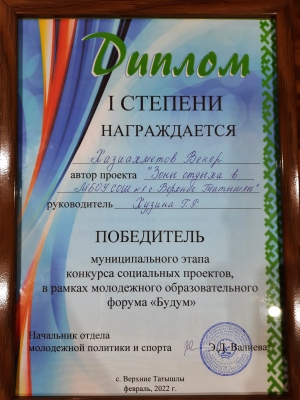 Диплом
I СТЕПЕНИ
НАГРАЖДАЕТСЯ
Хазиахметов Венер
автор проекта "Зоны отдыха в
МБОУ СОШ №1 с Верхние Татышлы"
руководитель Хузина Г.Р.
ПОБЕДИТЕЛЬ
муниципального этапа
конкурса социальных проектов,
в рамках молодежного образовательного
форума «Будум»
Начальник отдела
молодежной политики и спорта Э.Д. Валиева
с. Верхние Татышлы
февраль, 2022 г.